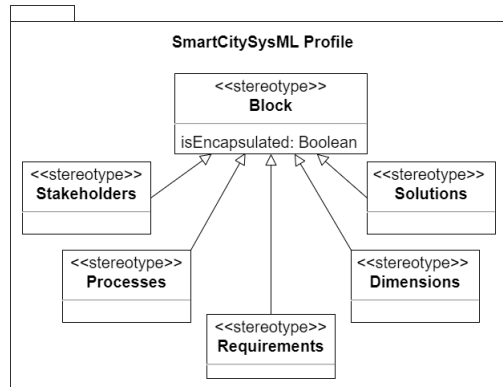 SmartCitySysML Profile
<<stereotype>>
Block
isEncapsulated: Boolean
<<stereotype>>
Stakeholders
<<stereotype>>
Solutions
<<stereotype>>
Processes
<<stereotype>>
Dimensions
<<stereotype>>
Requirements